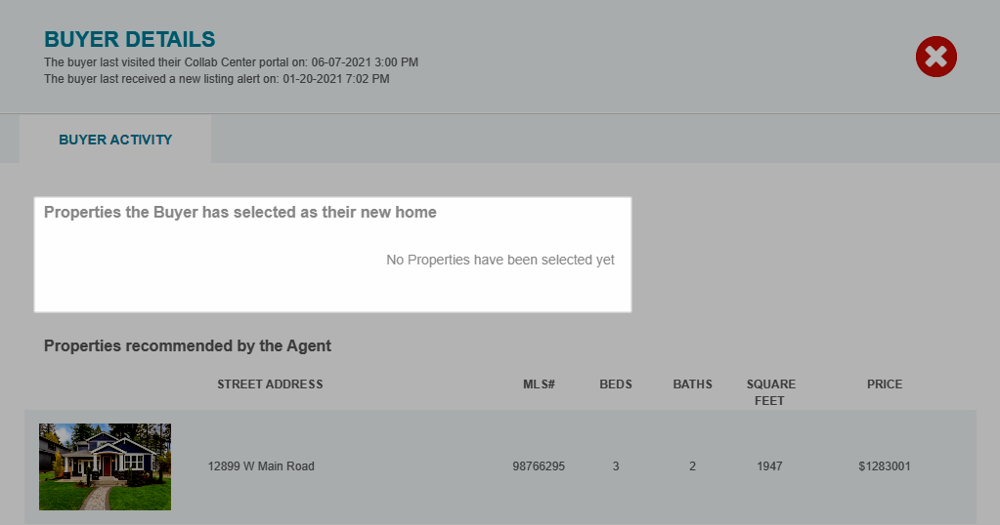 BUYER DETAILS
The buyer last visited their Collab Center portal on: 06-07-2021 3:00 PM
The buyer last received a new listing alert on: 01-20-2021 7:02 PM
BUYER ACTIVITY
Properties the Buyer has selected as their new home
No Properties have been selected yet
Properties recommended by the Agent
STREET ADDRESS MLS# BEDS BATHS SQUARE FEET PRICE
12899 W Main Road 98766295 3 2 1947 $1283001